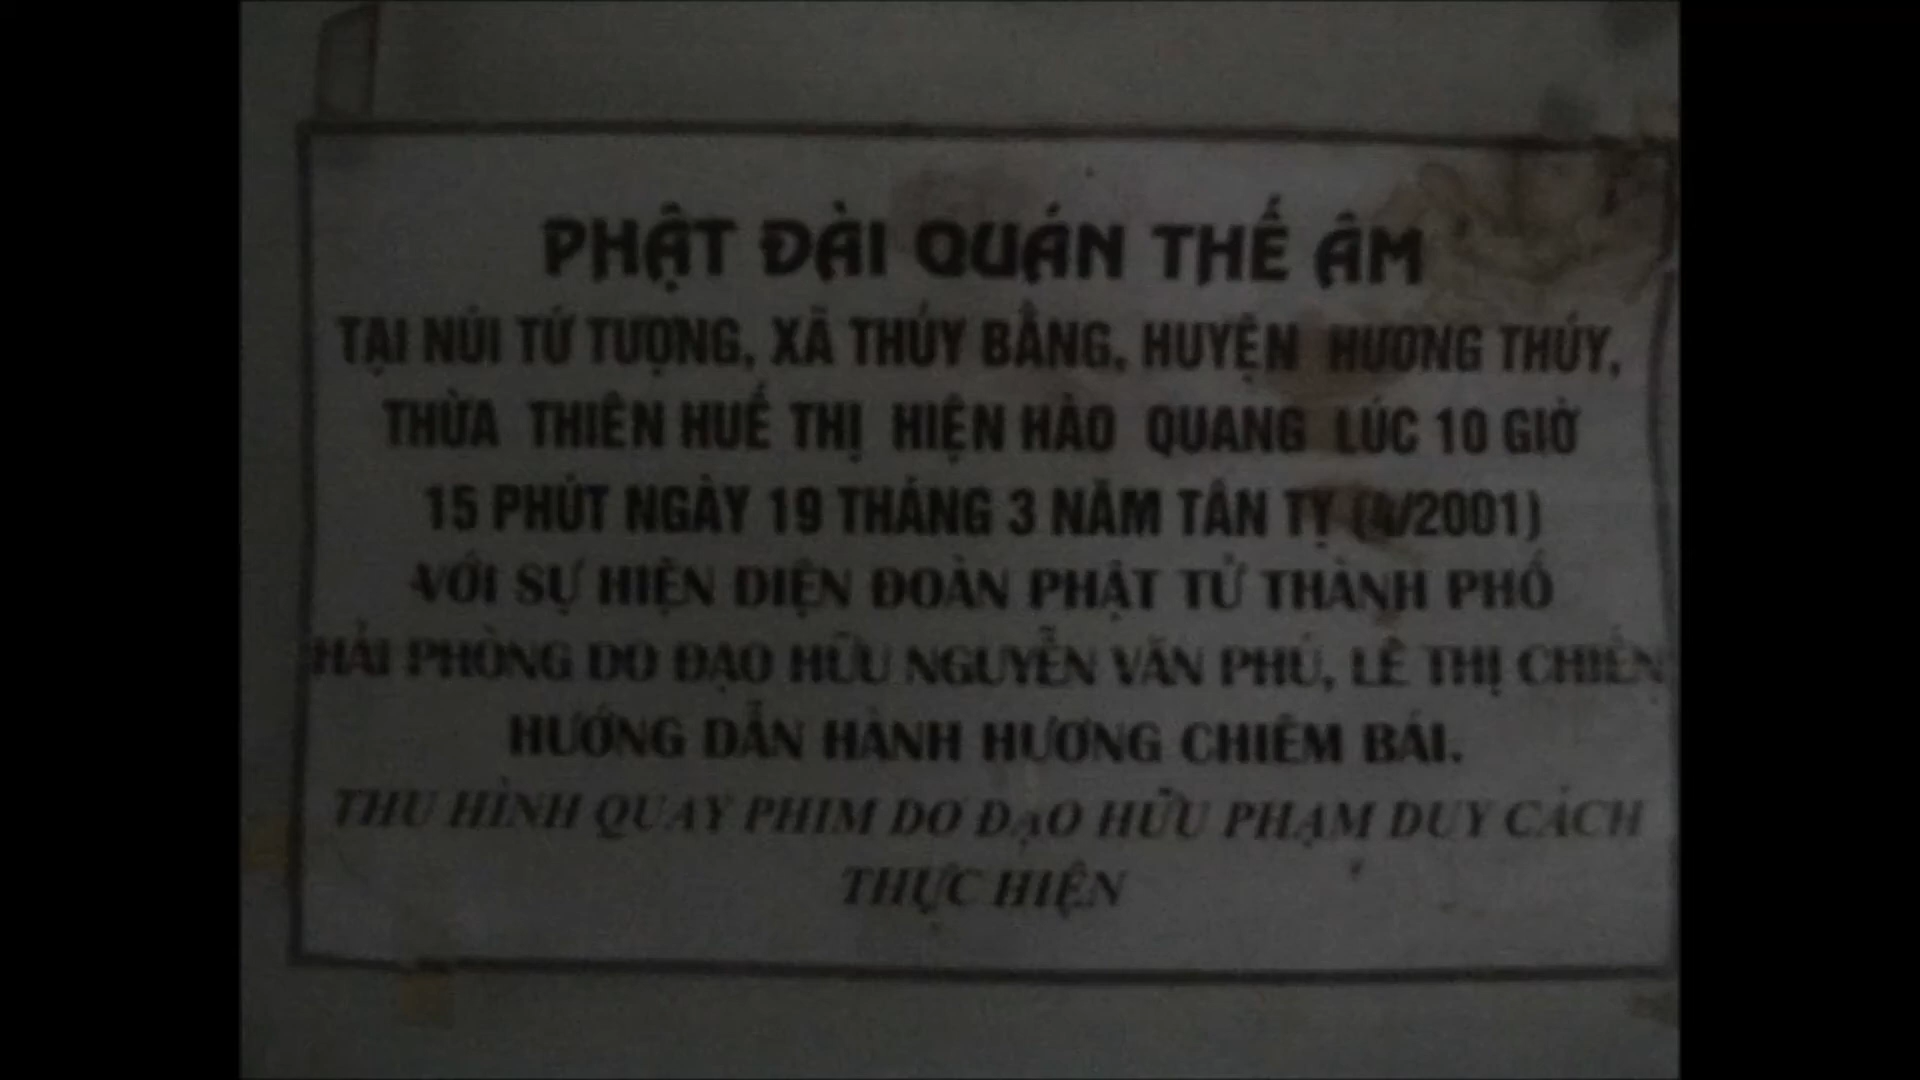 PHẬT ĐÀI QUÁN THẾ ÂM
TẠI NÚI TỨ TƯỢNG, XÃ THỦY BẰNG, HUYỆN HƯƠNG THỦY,
THỪA THIÊN HUẾ THỊ HIỆN HÀO QUANG LÚC 10 GIỜ
15 PHÚT NGÀY 19 THÁNG 3 NĂM TÂN TỴ (4/2001)
VỚI SỰ HIỆN DIỆN ĐOÀN PHẬT TỬ THÀNH PHỐ
HẢI PHÒNG DO ĐẠO HỮU NGUYỄN VĂN PHÚ, LÊ THỊ CHIẾN
HƯỚNG DẪN HÀNH HƯƠNG CHIÊM BÁI.
THU HÌNH QUAY PHIM DO ĐẠO HỮU PHẠM DUY CÁCH
THỰC HIỆN